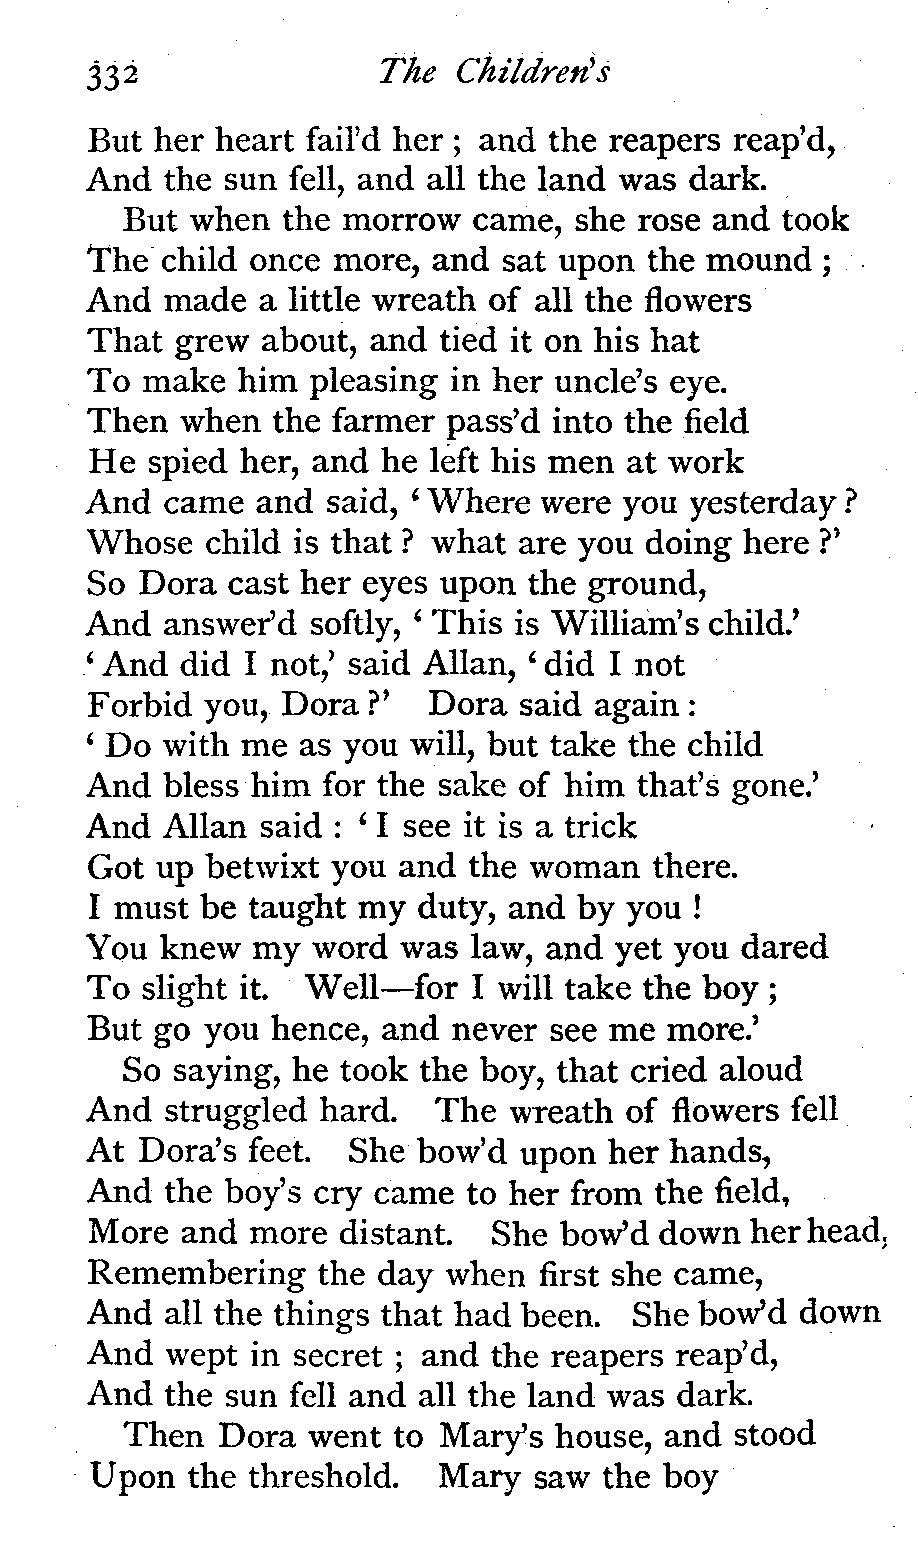 332 The Children's
But her heart fail'd her ; and the reapers reap'd,
And the sun fell, and all the land was dark.
But when the morrow came, she rose and took
The child once more, and sat upon the mound ;
And made a little wreath of all the flowers
That grew about, and tied it on his hat
To make him pleasing in her uncle's eye.
Then when the farmer pass'd into the field
He spied her, and he left his men at work
And came and said, ‘ Where were you yesterday ?
Whose child is that ? what are you doing here ?’
So Dora cast her eyes upon the ground,
And answer'd softly, ‘ This is William's child.’
‘ And did I not,’ said Allan, ‘ did I not
Forbid you, Dora ?’ Dora said again :
‘ Do with me as you will, but take the child
And bless him for the sake of him that's gone.’
And Allan said : ‘ I see it is a trick
Got up betwixt you and the woman there.
I must be taught my duty, and by you !
You knew my word was law, and yet you dared
To slight it. Well—for I will take the boy ;
But go you hence, and never see me more.’
So saying, he took the boy, that cried aloud
And struggled hard. The wreath of flowers fell
At Dora's feet. She bow'd upon her hands,
And the boy's cry came to her from the field,
More and more distant. She bow'd down her head,
Remembering the day when first she came,
And all the things that had been. She bow'd down
And wept in secret ; and the reapers reap'd,
And the sun fell and all the land was dark.
Then Dora went to Mary's house, and stood
Upon the threshold. Mary saw the boy